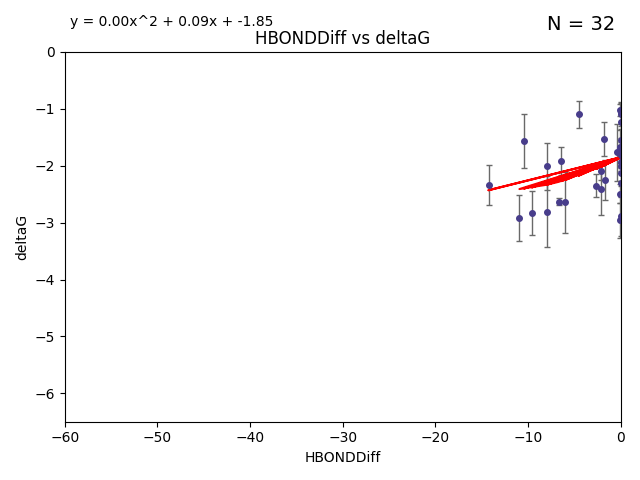 y = 0.00x^2 + 0.09x + -1.85
N = 32
HBONDDiff vs deltaG
0
−1
−2
−3
−4
−5
−6
deltaG
−60 −50 −40 −30 −20 −10 0
HBONDDiff